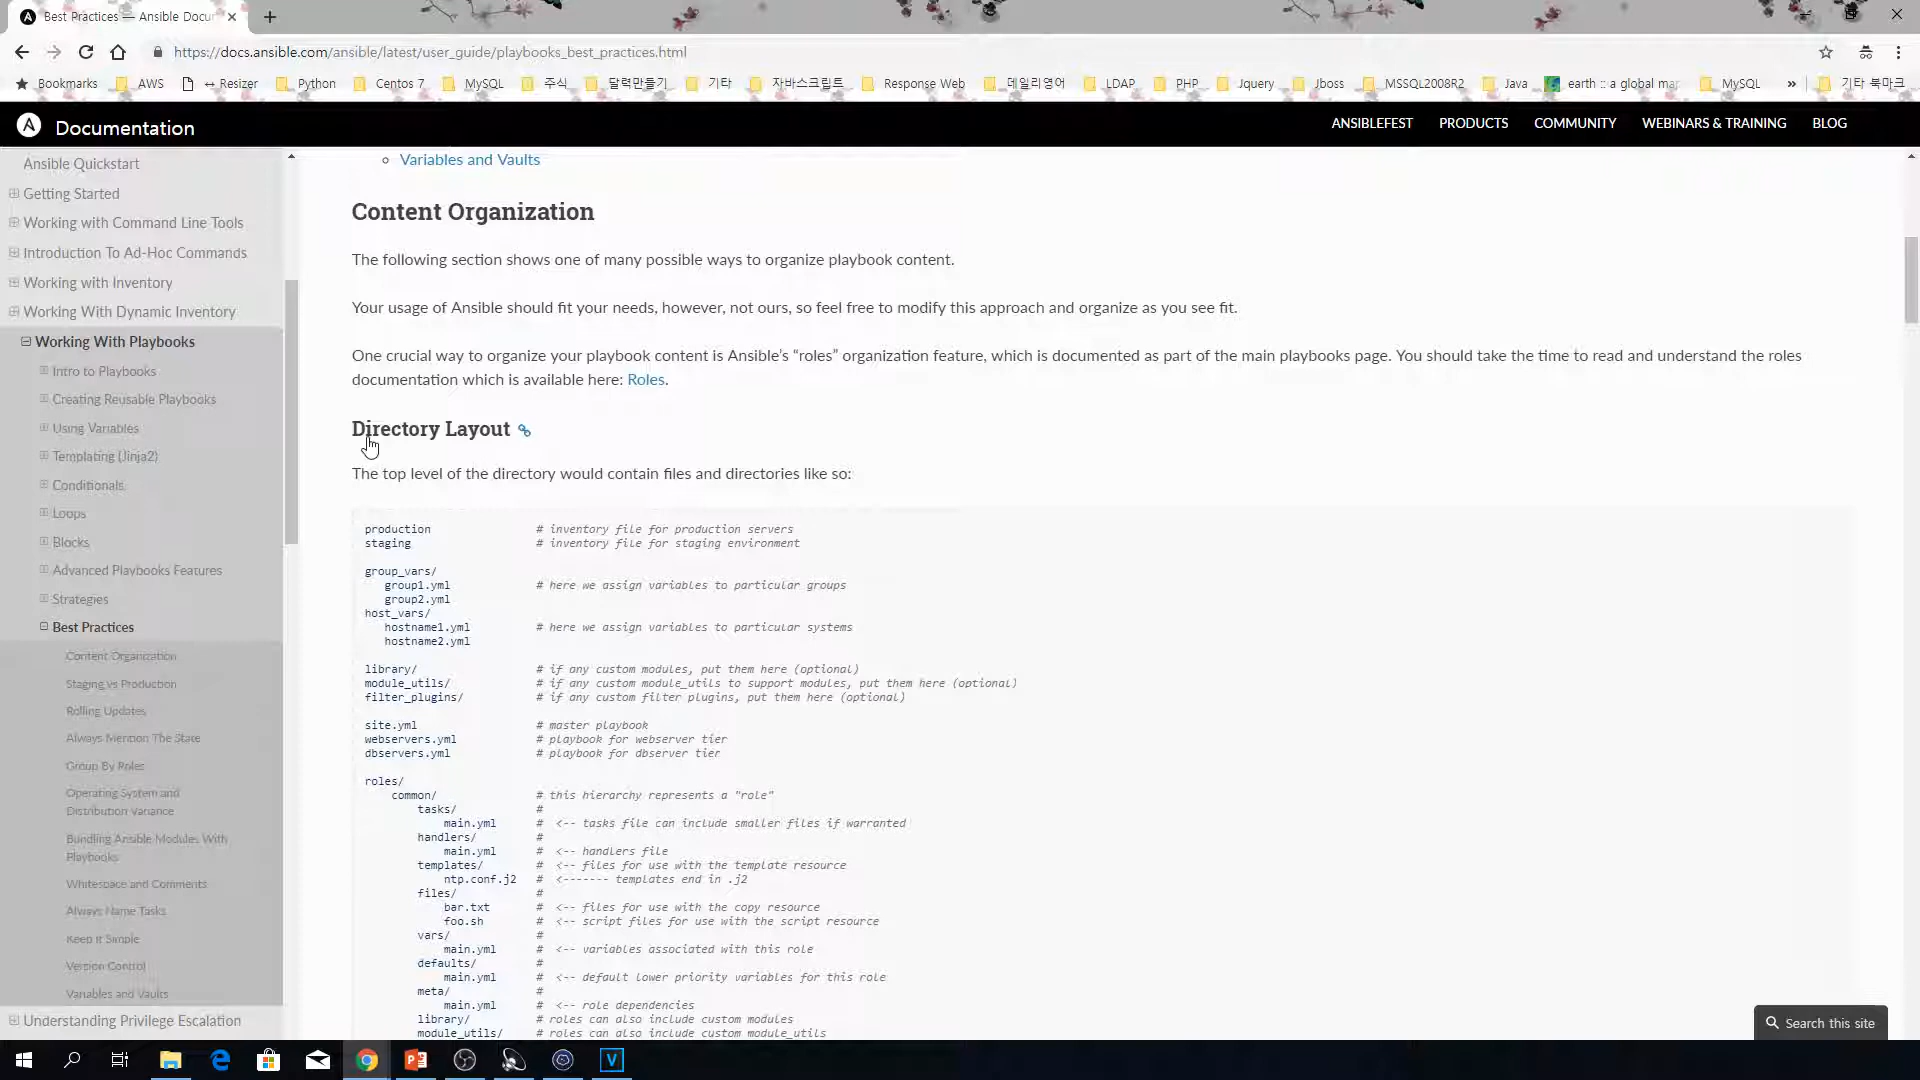 Best Practices — Ansible Docu
https://docs.ansible.com/ansible/latest/user_guide/playbooks_best_practices.html
Bookmarks AWS ↔ Resizer Python Centos 7 MySQL 주식 달력만들기 기타 자바스크립트 Response Web 데일리영어 LDAP PHP Jquery Jboss MSSQL2008R2 Java earth :: a global ma MySQL » 기타 북마크
A Documentation
ANSIBLEFEST PRODUCTS COMMUNITY WEBINARS & TRAINING BLOG
Ansible Quickstart
Getting Started
Working with Command Line Tools
Introduction To Ad-Hoc Commands
Working with Inventory
Working With Dynamic Inventory
Working With Playbooks
Intro to Playbooks
Creating Reusable Playbooks
Using Variables
Templating (Jinja2)
Conditionals
Loops
Blocks
Advanced Playbooks Features
Strategies
Best Practices
Content Organization
Staging vs Production
Rolling Updates
Always Mention The State
Group By Roles
Operating System and
Distribution Variance
Bundling Ansible Modules With
Playbooks
Whitespace and Comments
Always Name Tasks
Keep It Simple
Version Control
Variables and Vaults
Understanding Privilege Escalation
Variables and Vaults
Content Organization
The following section shows one of many possible ways to organize playbook content.
Your usage of Ansible should fit your needs, however, not ours, so feel free to modify this approach and organize as you see fit.
One crucial way to organize your playbook content is Ansible’s “roles” organization feature, which is documented as part of the main playbooks page. You should take the time to read and understand the roles
documentation which is available here: Roles.
Directory Layout
The top level of the directory would contain files and directories like so:
production # inventory file for production servers
staging # inventory file for staging environment
group_vars/
group1.yml # here we assign variables to particular groups
group2.yml
host_vars/
hostname1.yml # here we assign variables to particular systems
hostname2.yml
library/ # if any custom modules, put them here (optional)
module_utils/ # if any custom module_utils to support modules, put them here (optional)
filter_plugins/ # if any custom filter plugins, put them here (optional)
site.yml # master playbook
webservers.yml # playbook for webserver tier
dbservers.yml # playbook for dbserver tier
roles/
common/ # this hierarchy represents a "role"
tasks/ #
main.yml # <-- tasks file can include smaller files if warranted
handlers/ #
main.yml # <-- handlers file
templates/ # <-- files for use with the template resource
ntp.conf.j2 # <------- templates end in .j2
files/ #
bar.txt # <-- files for use with the copy resource
foo.sh # <-- script files for use with the script resource
vars/ #
main.yml # <-- variables associated with this role
defaults/ #
main.yml # <-- default lower priority variables for this role
meta/ #
main.yml # <-- role dependencies
library/ # roles can also include custom modules
module_utils/ # roles can also include custom module_utils
Search this site